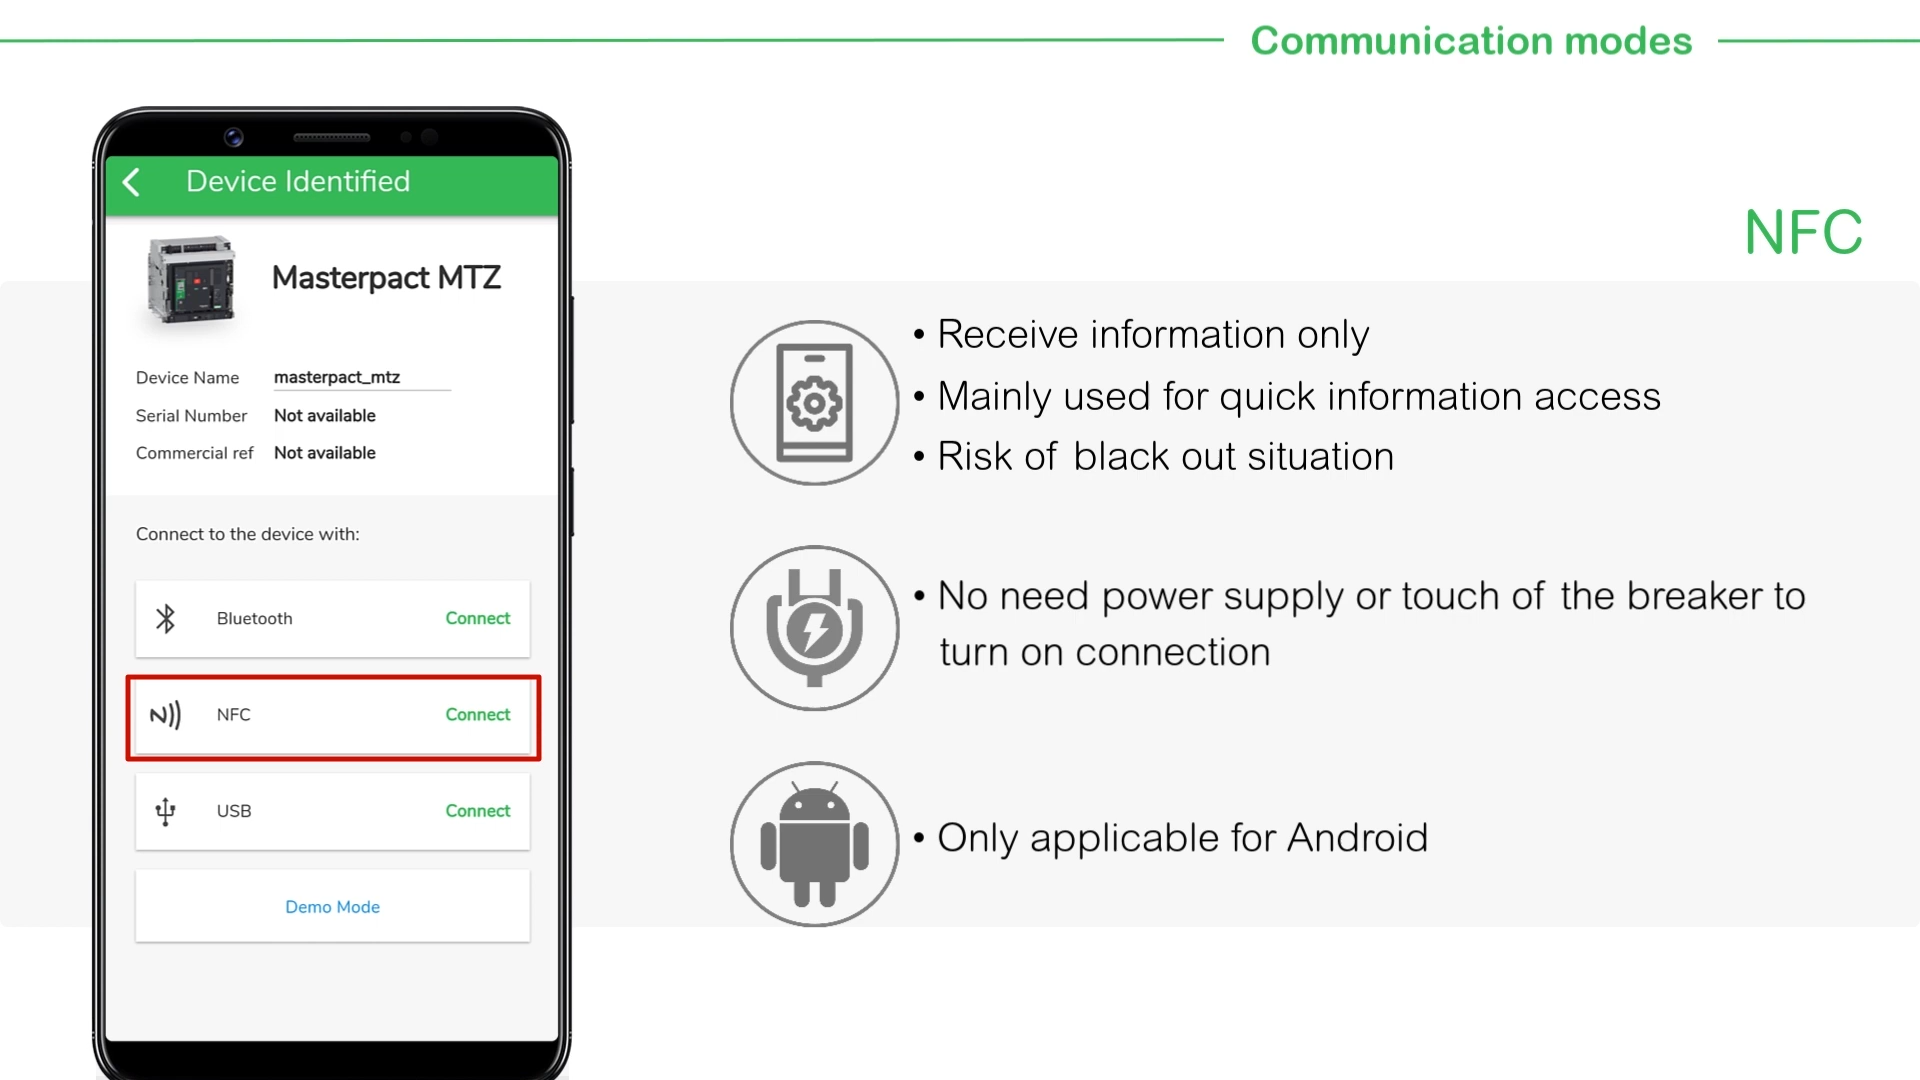 Communication modes
Device Identified
Masterpact MTZ
Device Name masterpact_mtz
Serial Number Not available
Commercial ref Not available
Connect to the device with:
Bluetooth Connect
NFC Connect
USB Connect
Demo Mode
NFC
• Receive information only
• Mainly used for quick information access
• Risk of black out situation
• No need power supply or touch of the breaker to
turn on connection
• Only applicable for Android